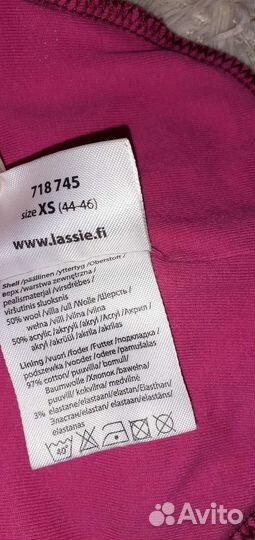 718 745
size XS (44-46)
www.lassie.fi
Shell /päällinen /yttertyg /Oberstoff /
верх /warstwa zewnętrzna /
pealismaterjal /virsdrēbes/
viršutinis sluoksnis
50% wool /villa / ull /Wolle /Шерсть /
wełna /vill /vilna /vilna
50% acrylic /akryyli /akryl /Acryl / Акрил /
akryl /akrüül /akrils /akrilas
Lining /vuori /foder /Futter /подкладка /
podszewka /vooder /odere /pamušalas
97% cotton / puuvilla /bomull /
Baumwolle /Хлопок /bawełna
puuvill / kokvilna /medvilnė
3% elastane/elastaani/elastan/Elasthan/
Эластан/elastan /elastaan/elastāns/
elastanas
40°
Avito